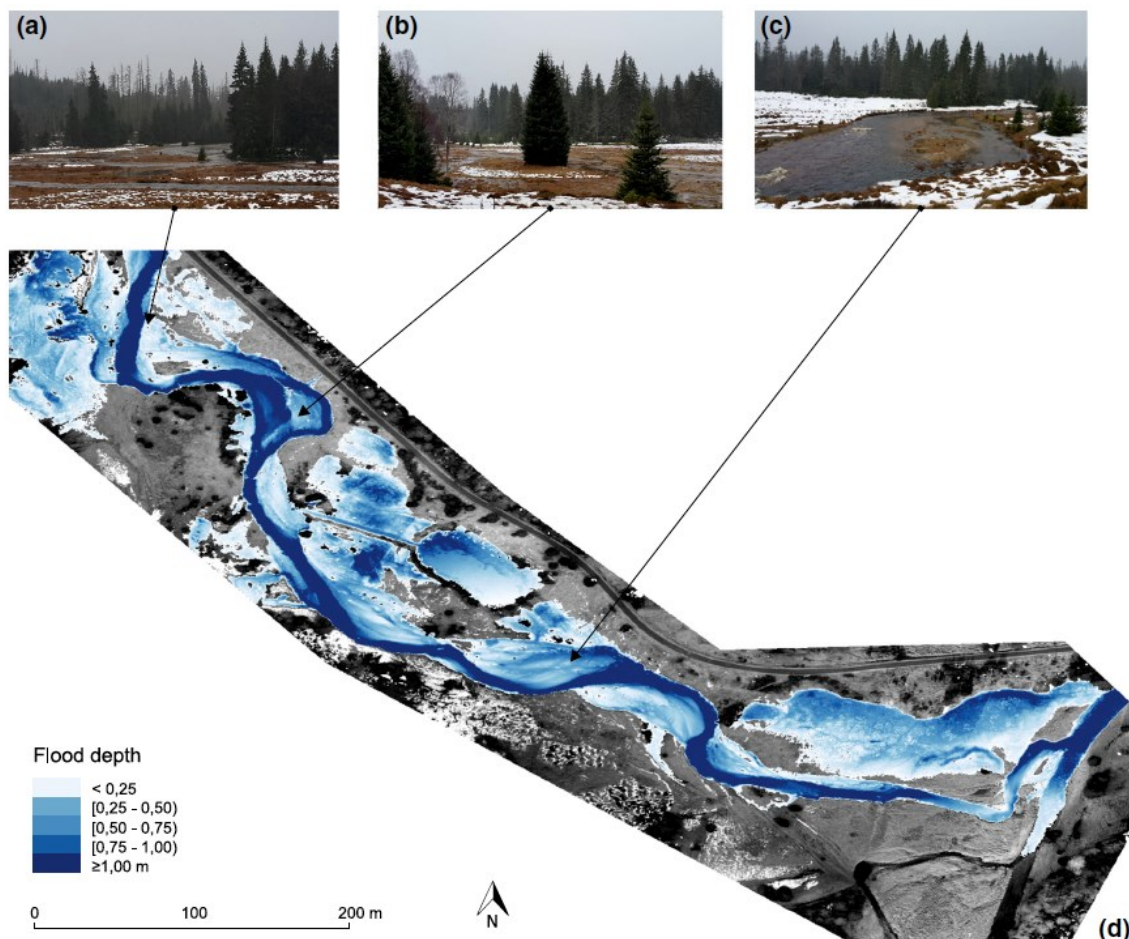 (a)
(b)
(c)
Flood depth
< 0,25
[0,25 - 0,50)
[0,50 - 0,75)
[0,75 - 1,00)
≥1,00 m
0 100 200 m
N
(d)